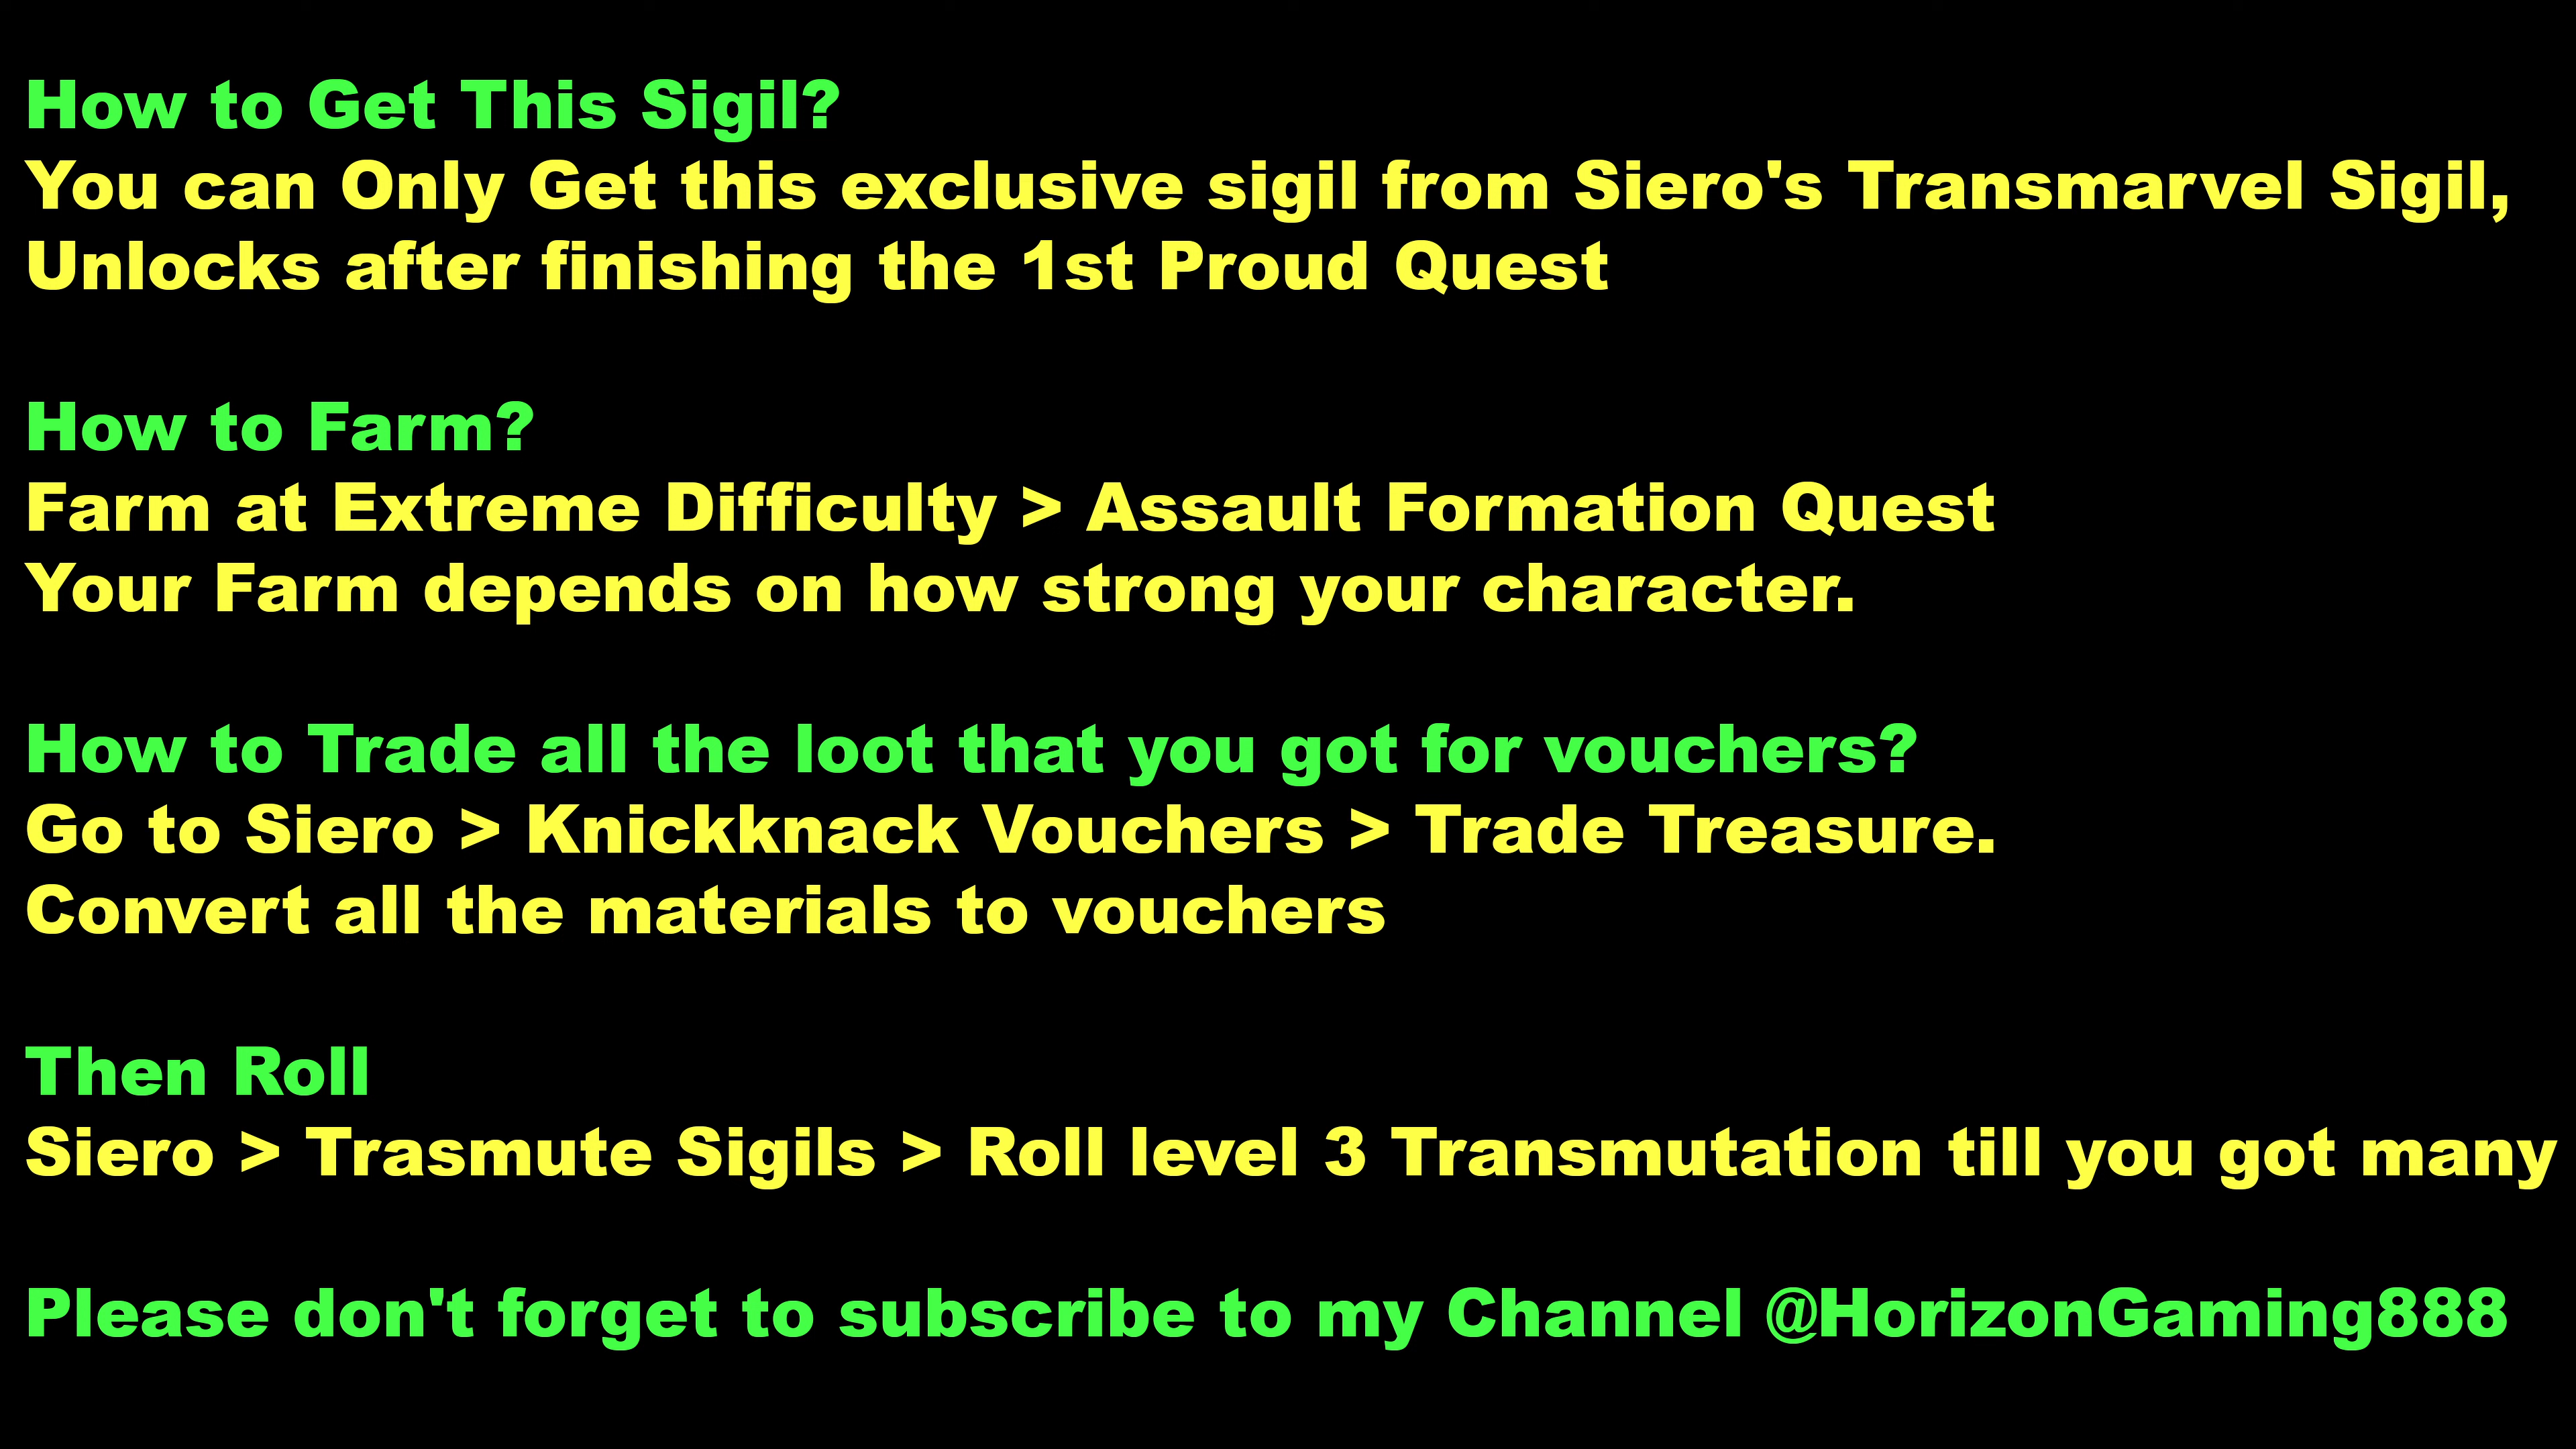 How to Get This Sigil?
You can Only Get this exclusive sigil from Siero's Transmarvel Sigil,
Unlocks after finishing the 1st Proud Quest
How to Farm?
Farm at Extreme Difficulty > Assault Formation Quest
Your Farm depends on how strong your character.
How to Trade all the loot that you got for vouchers?
Go to Siero > Knickknack Vouchers > Trade Treasure.
Convert all the materials to vouchers
Then Roll
Siero > Trasmute Sigils > Roll level 3 Transmutation till you got many
Please don't forget to subscribe to my Channel @HorizonGaming888